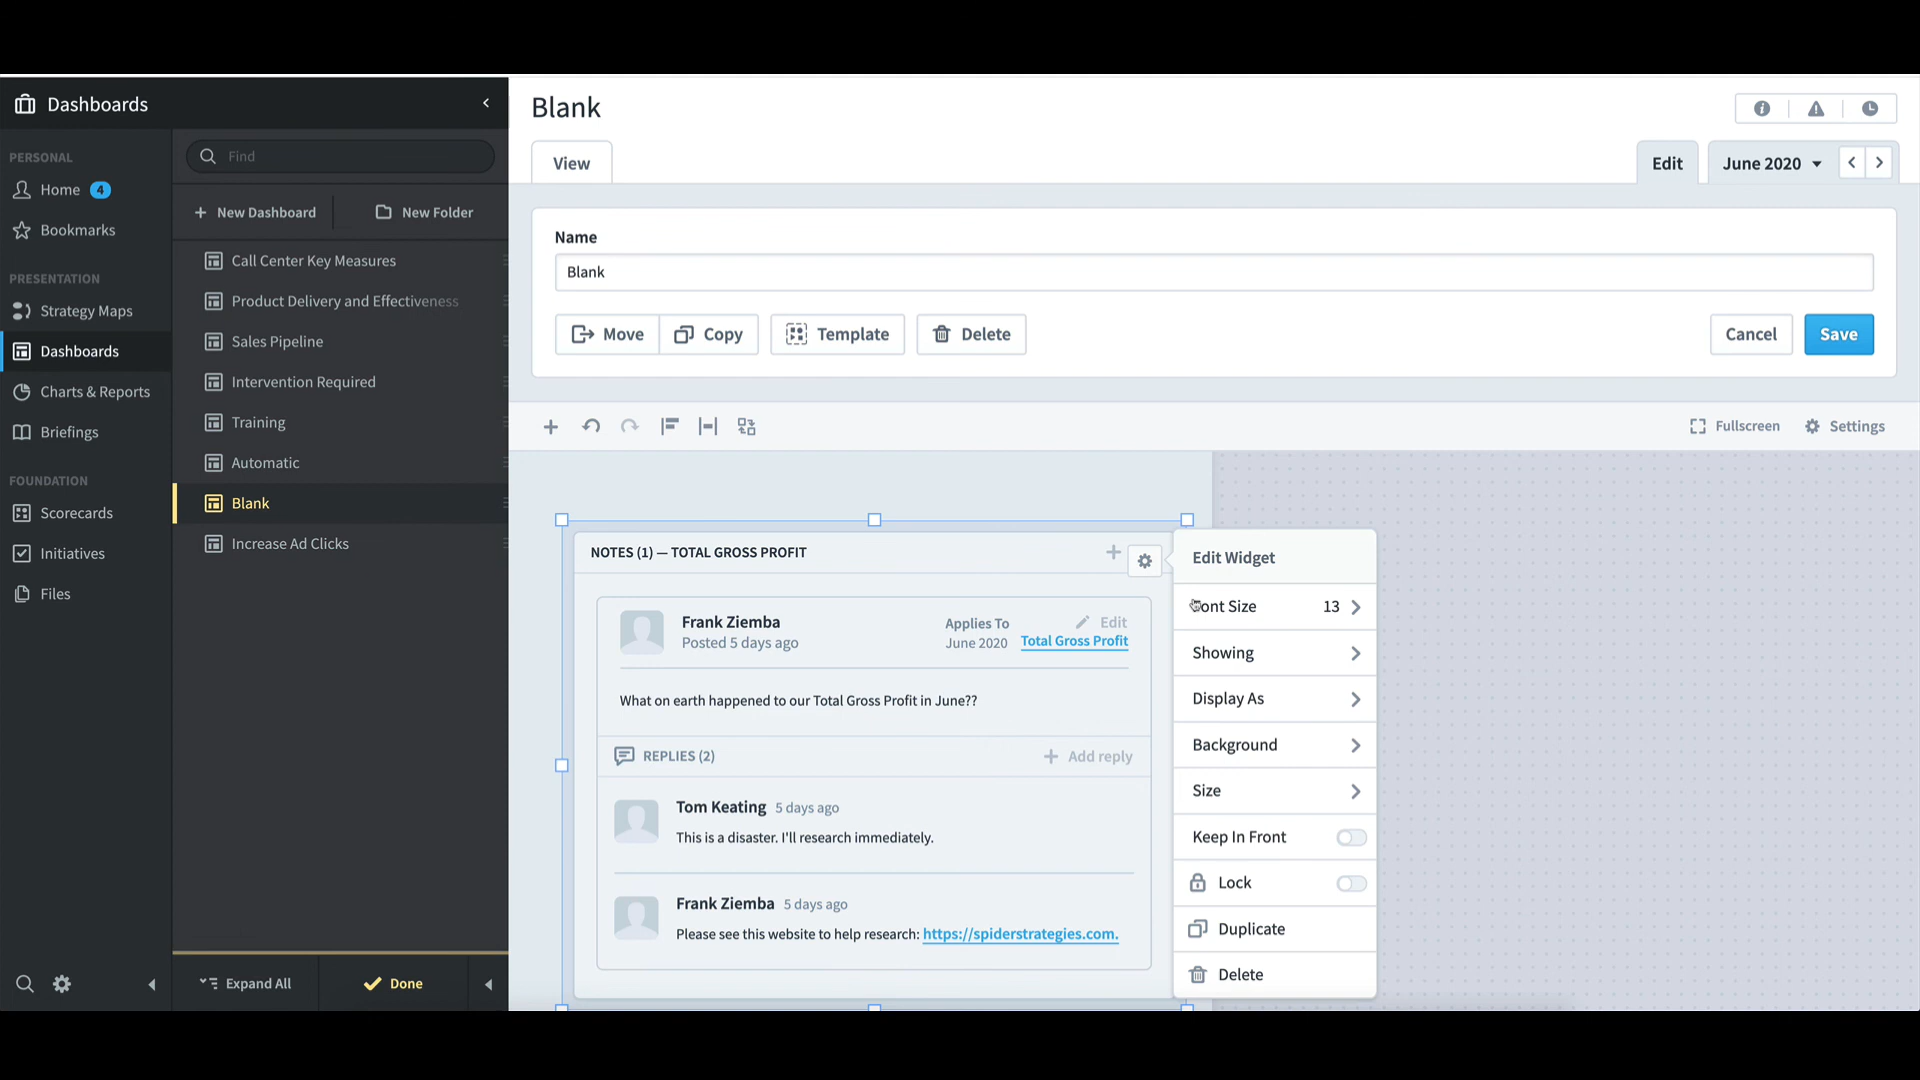 Dashboards
PERSONAL
Home 4
Bookmarks
PRESENTATION
Strategy Maps
Dashboards
Charts & Reports
Briefings
FOUNDATION
Scorecards
Initiatives
Files
Find
New Dashboard
New Folder
Call Center Key Measures
Product Delivery and Effectiveness
Sales Pipeline
Intervention Required
Training
Automatic
Blank
Increase Ad Clicks
Expand All
Done
Blank
View
Edit
June 2020
Name
Blank
Move
Copy
Template
Delete
Cancel
Save
Fullscreen
Settings
NOTES (1) — TOTAL GROSS PROFIT
Frank Ziemba
Posted 5 days ago
Applies To
June 2020
Edit
Total Gross Profit
What on earth happened to our Total Gross Profit in June??
REPLIES (2)
Add reply
Tom Keating 5 days ago
This is a disaster. I'll research immediately.
Frank Ziemba 5 days ago
Please see this website to help research: https://spiderstrategies.com.
Edit Widget
Font Size 13
Showing
Display As
Background
Size
Keep In Front
Lock
Duplicate
Delete